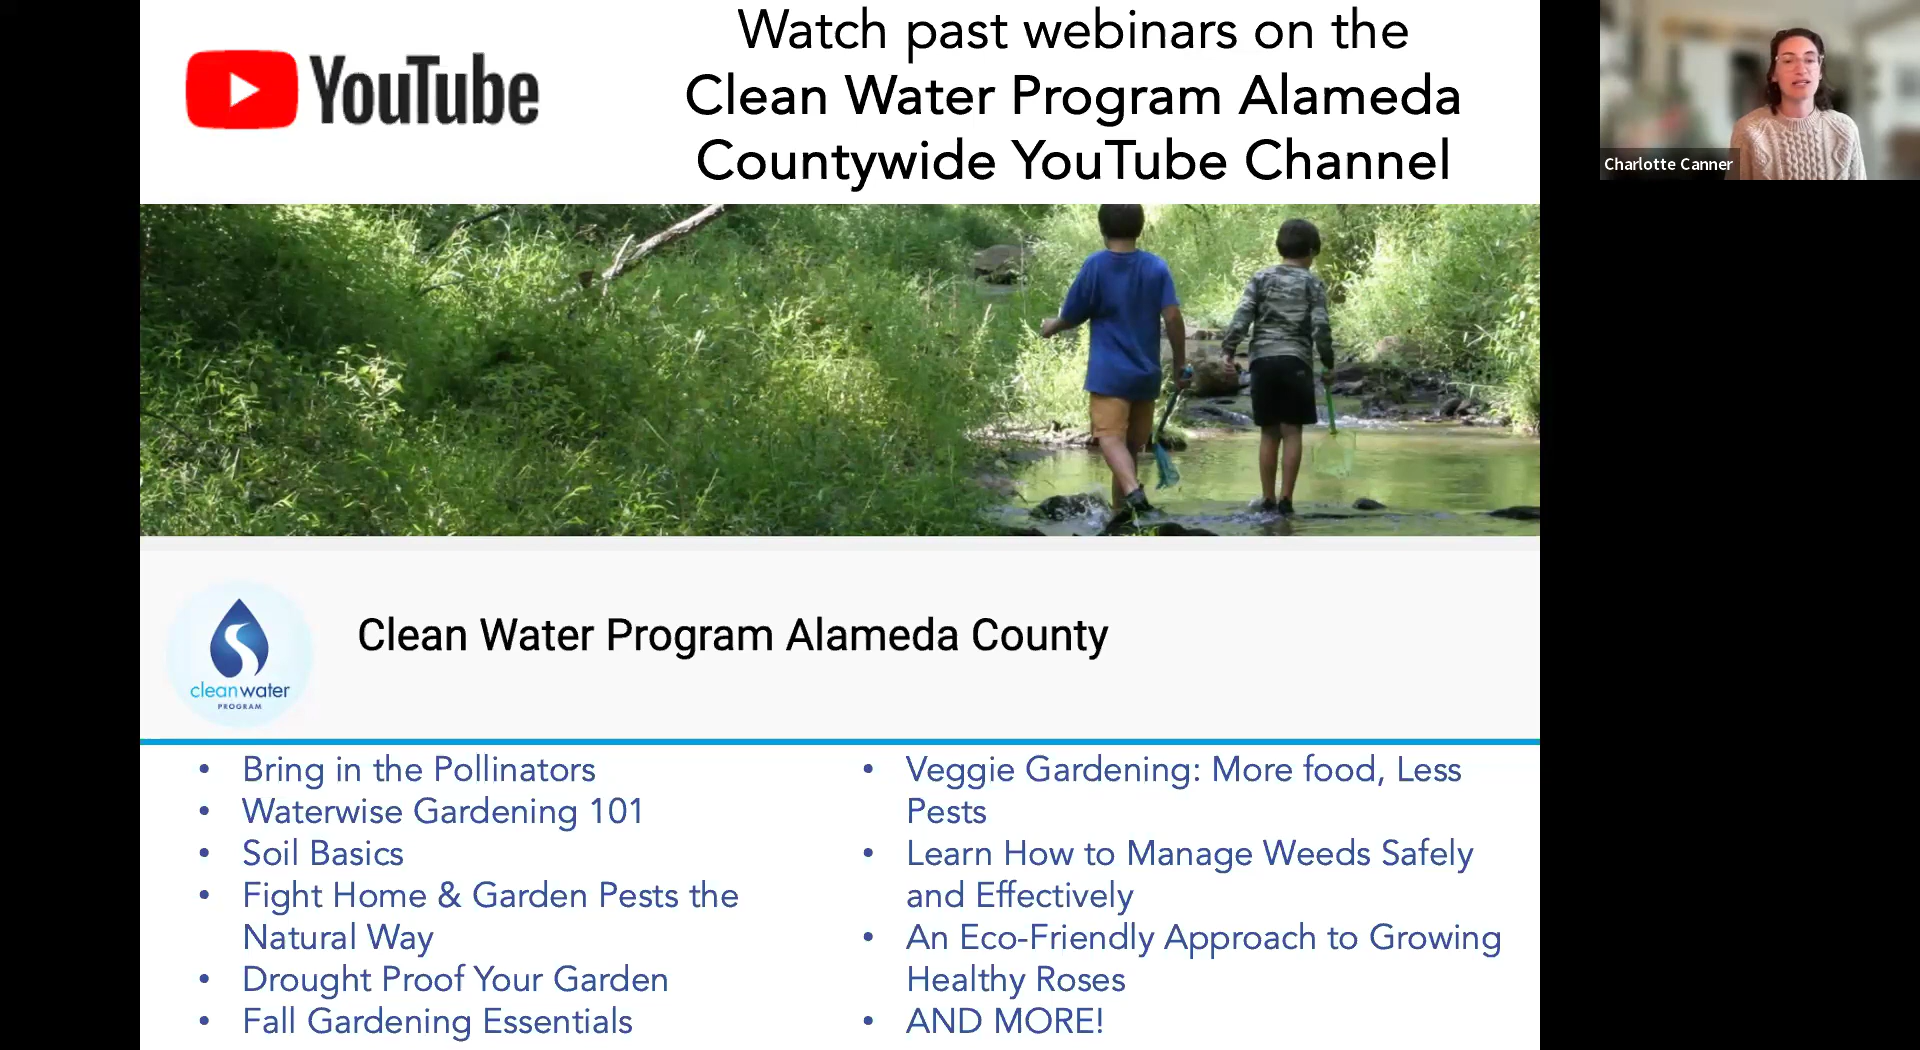 YouTube
Watch past webinars on the
Clean Water Program Alameda
Countywide YouTube Channel
Charlotte Canner
cleanwater
PROGRAM
Clean Water Program Alameda County
• Bring in the Pollinators
• Waterwise Gardening 101
• Soil Basics
• Fight Home & Garden Pests the
Natural Way
• Drought Proof Your Garden
• Fall Gardening Essentials
• Veggie Gardening: More food, Less
Pests
• Learn How to Manage Weeds Safely
and Effectively
• An Eco-Friendly Approach to Growing
Healthy Roses
• AND MORE!